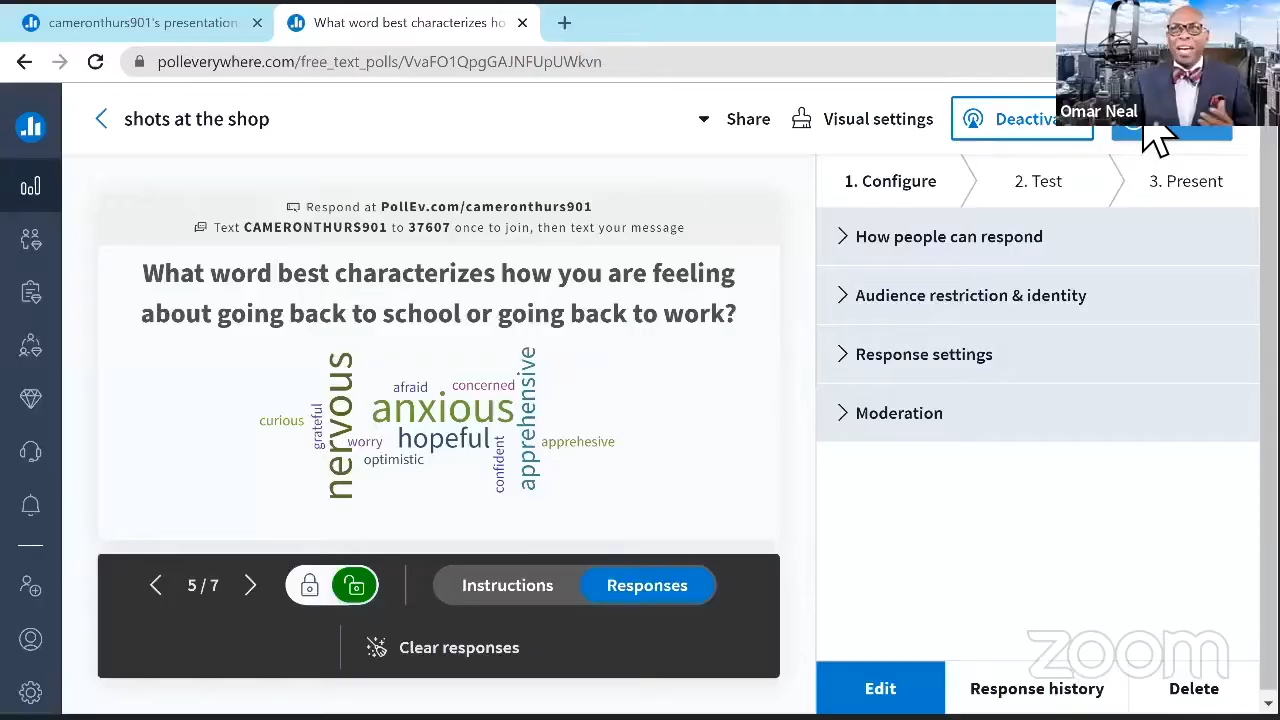 cameronthurs901's presentation
What word best characterizes ho
polleverywhere.com/free_text_polls/VvaFO1QpgGAJNFUpUWkvn
Omar Neal
shots at the shop
Share
Visual settings
Deactiva
1. Configure
2. Test
3. Present
Respond at PollEv.com/cameronthurs901
Text CAMERONTHURS901 to 37607 once to join, then text your message
What word best characterizes how you are feeling
about going back to school or going back to work?
nervous
afraid
concerned
apprehensive
curious
grateful
anxious
worry
hopeful
apprehesive
optimistic
confident
How people can respond
Audience restriction & identity
Response settings
Moderation
5 / 7
Instructions
Responses
Clear responses
zoom
Edit
Response history
Delete